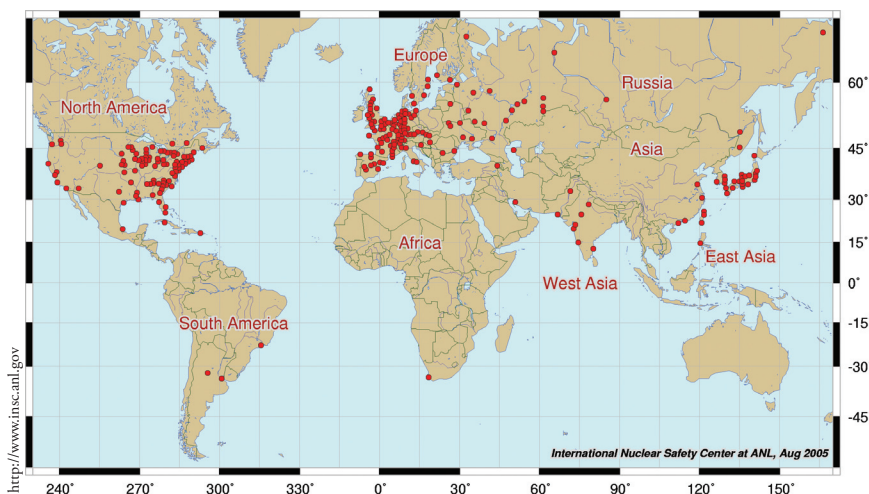 Europe
Russia
North America
Asia
Africa
East Asia
West Asia
South America
60°
45°
30°
15°
0°
-15
-30
-45
240° 270° 300° 330° 0° 30° 60° 90° 120° 150°
International Nuclear Safety Center at ANL, Aug 2005
http://www.insc.anl.gov